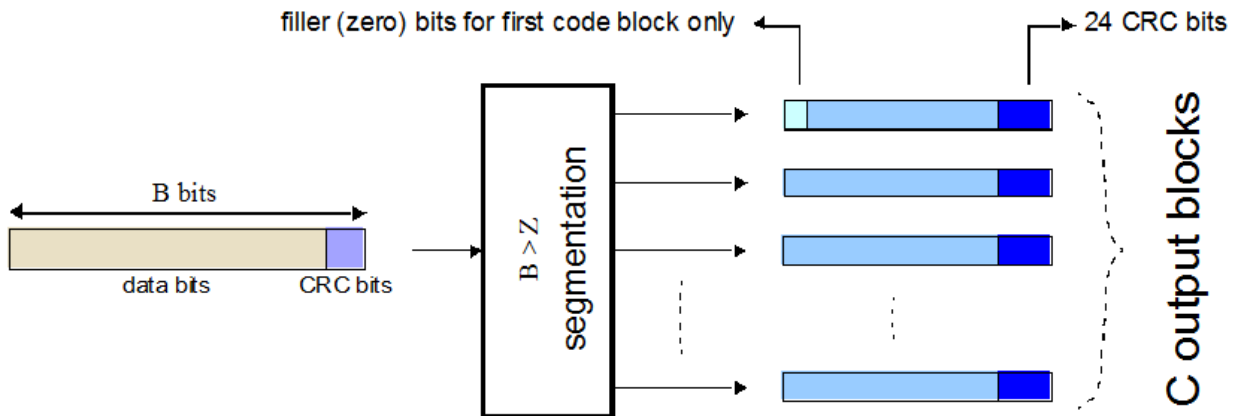 filler (zero) bits for first code block only
24 CRC bits
B bits
data bits
CRC bits
B > Z
segmentation
C output blocks